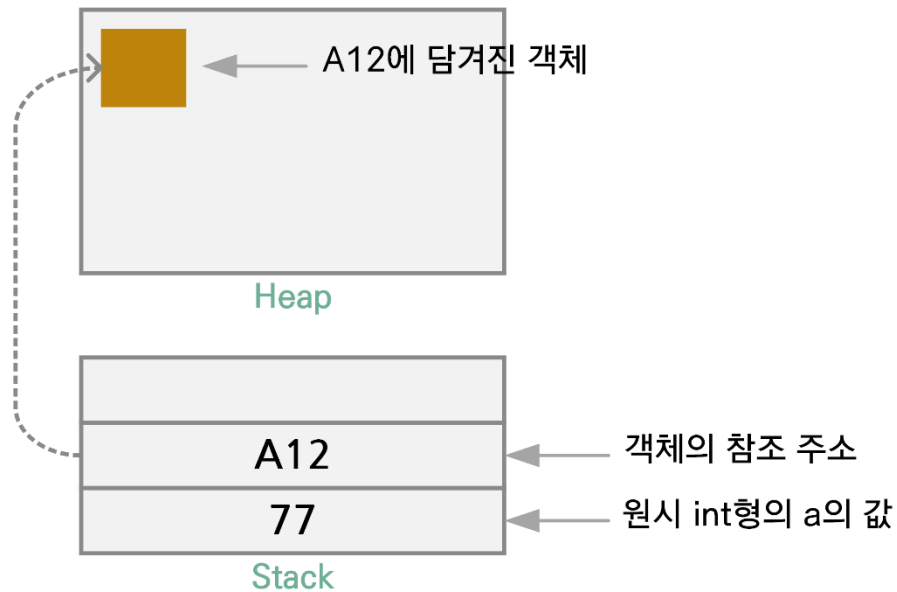 A12에 담겨진 객체
Heap
A12
객체의 참조 주소
77
원시 int형의 a의 값
Stack